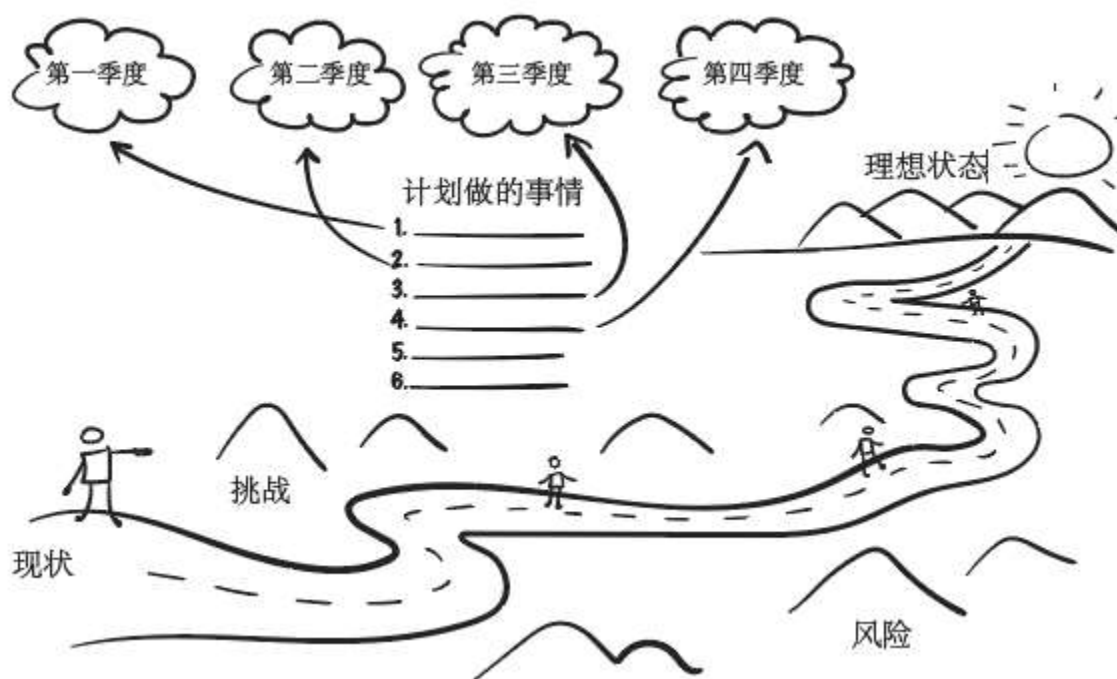 第一季度
第二季度
第三季度
第四季度
理想状态
计划做的事情
1.
2.
3.
4.
5.
6.
挑战
现状
风险